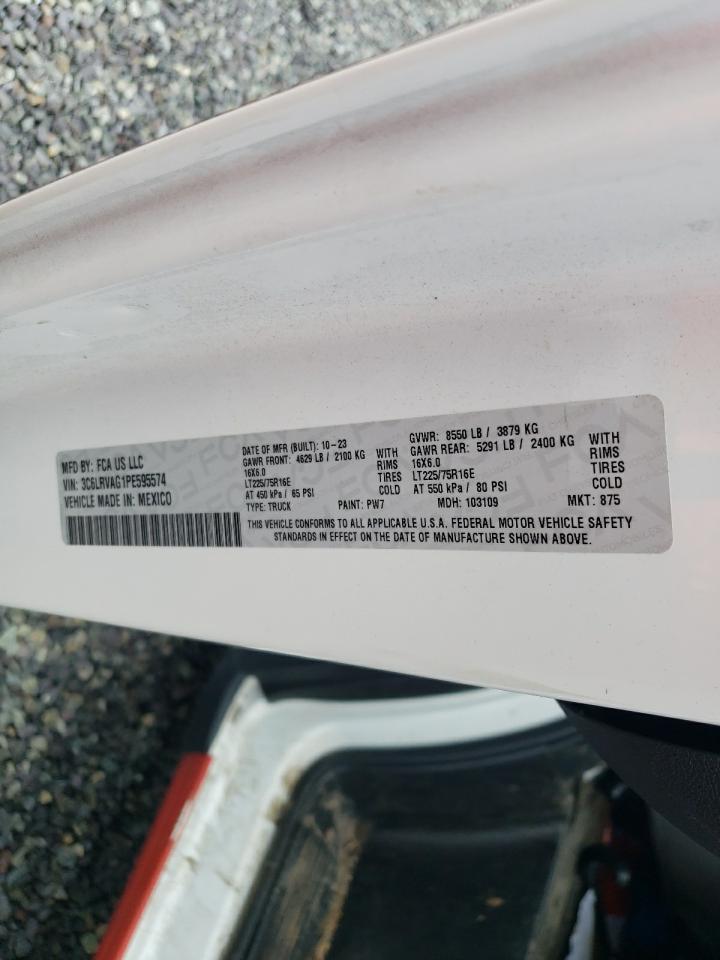 MFD BY: FCA US LLC
VIN: 3C6LRVAG1PE595574
VEHICLE MADE IN: MEXICO
DATE OF MFR (BUILT): 10-23
GAWR FRONT: 4629 LB / 2100 KG WITH
16X6.0 RIMS
LT225/75R16E TIRES
AT 450 kPa / 65 PSI COLD
TYPE: TRUCK PAINT: PW7
GVWR: 8550 LB / 3879 KG
GAWR REAR: 5291 LB / 2400 KG WITH
16X6.0 RIMS
LT225/75R16E TIRES
AT 550 kPa / 80 PSI COLD
MDH: 103109 MKT: 875
THIS VEHICLE CONFORMS TO ALL APPLICABLE U.S.A. FEDERAL MOTOR VEHICLE SAFETY
STANDARDS IN EFFECT ON THE DATE OF MANUFACTURE SHOWN ABOVE.